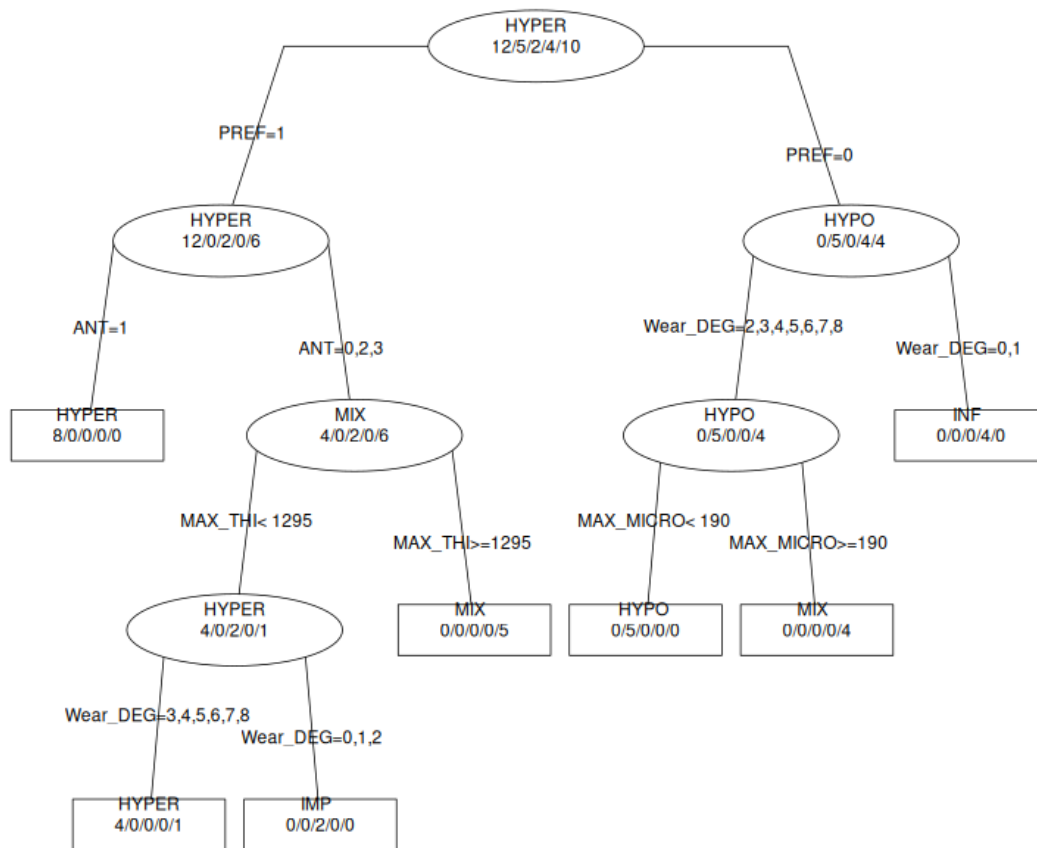 HYPER
12/5/2/4/10
PREF=1
PREF=0
HYPER
12/0/2/0/6
HYPO
0/5/0/4/4
ANT=1
ANT=0,2,3
Wear_DEG=2,3,4,5,6,7,8
Wear_DEG=0,1
HYPER
8/0/0/0/0
MIX
4/0/2/0/6
HYPO
0/5/0/0/4
INF
0/0/0/4/0
MAX_THI< 1295
MAX_THI>=1295
MAX_MICRO< 190
MAX_MICRO>=190
HYPER
4/0/2/0/1
MIX
0/0/0/0/5
HYPO
0/5/0/0/0
MIX
0/0/0/0/4
Wear_DEG=3,4,5,6,7,8
Wear_DEG=0,1,2
HYPER
4/0/0/0/1
IMP
0/0/2/0/0